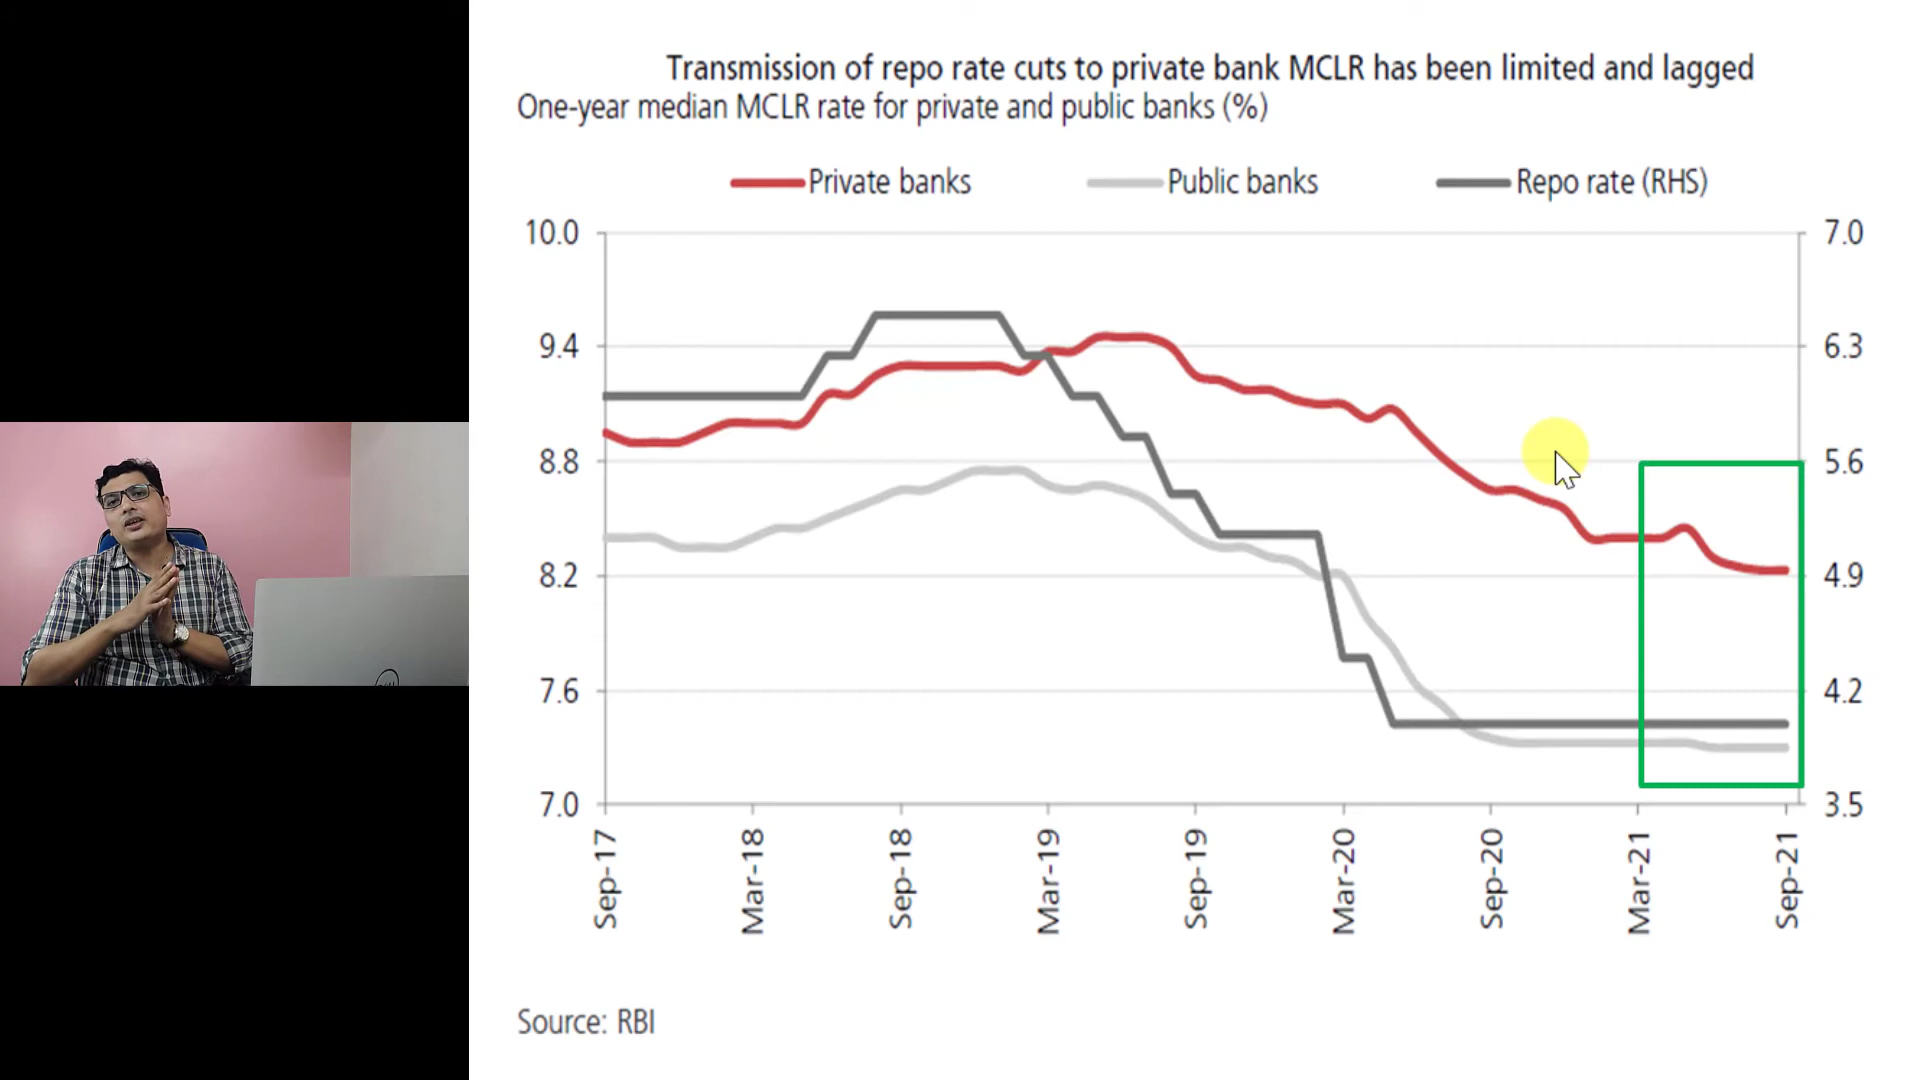 Transmission of repo rate cuts to private bank MCLR has been limited and lagged
One-year median MCLR rate for private and public banks (%)
Private banks Public banks Repo rate (RHS)
10.0 7.0
9.4 6.3
8.8 5.6
8.2 4.9
7.6 4.2
7.0 3.5
Sep-17 Mar-18 Sep-18 Mar-19 Sep-19 Mar-20 Sep-20 Mar-21 Sep-21
Source: RBI